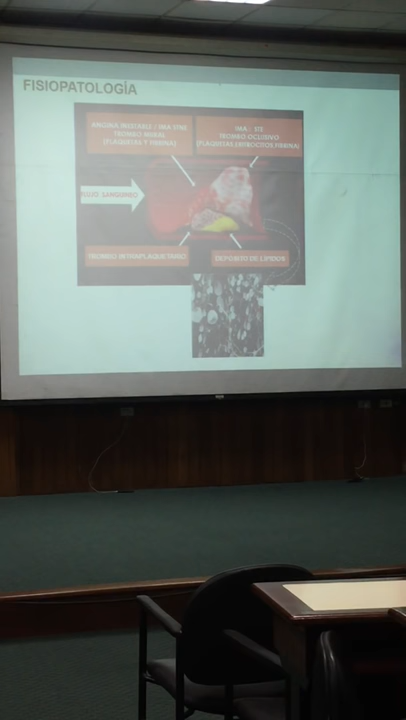 FISIOPATOLOGÍA
ANGINA INESTABLE / IMA STNE
TROMBO MURAL
(PLAQUETAS Y FIBRINA)
IMA : STE
TROMBO OCLUSIVO
(PLAQUETAS,ERITROCITOS,FIBRINA)
FLUJO SANGUINEO
TROMBO INTRAPLAQUETARIO
DEPOSITO DE LIPIDOS